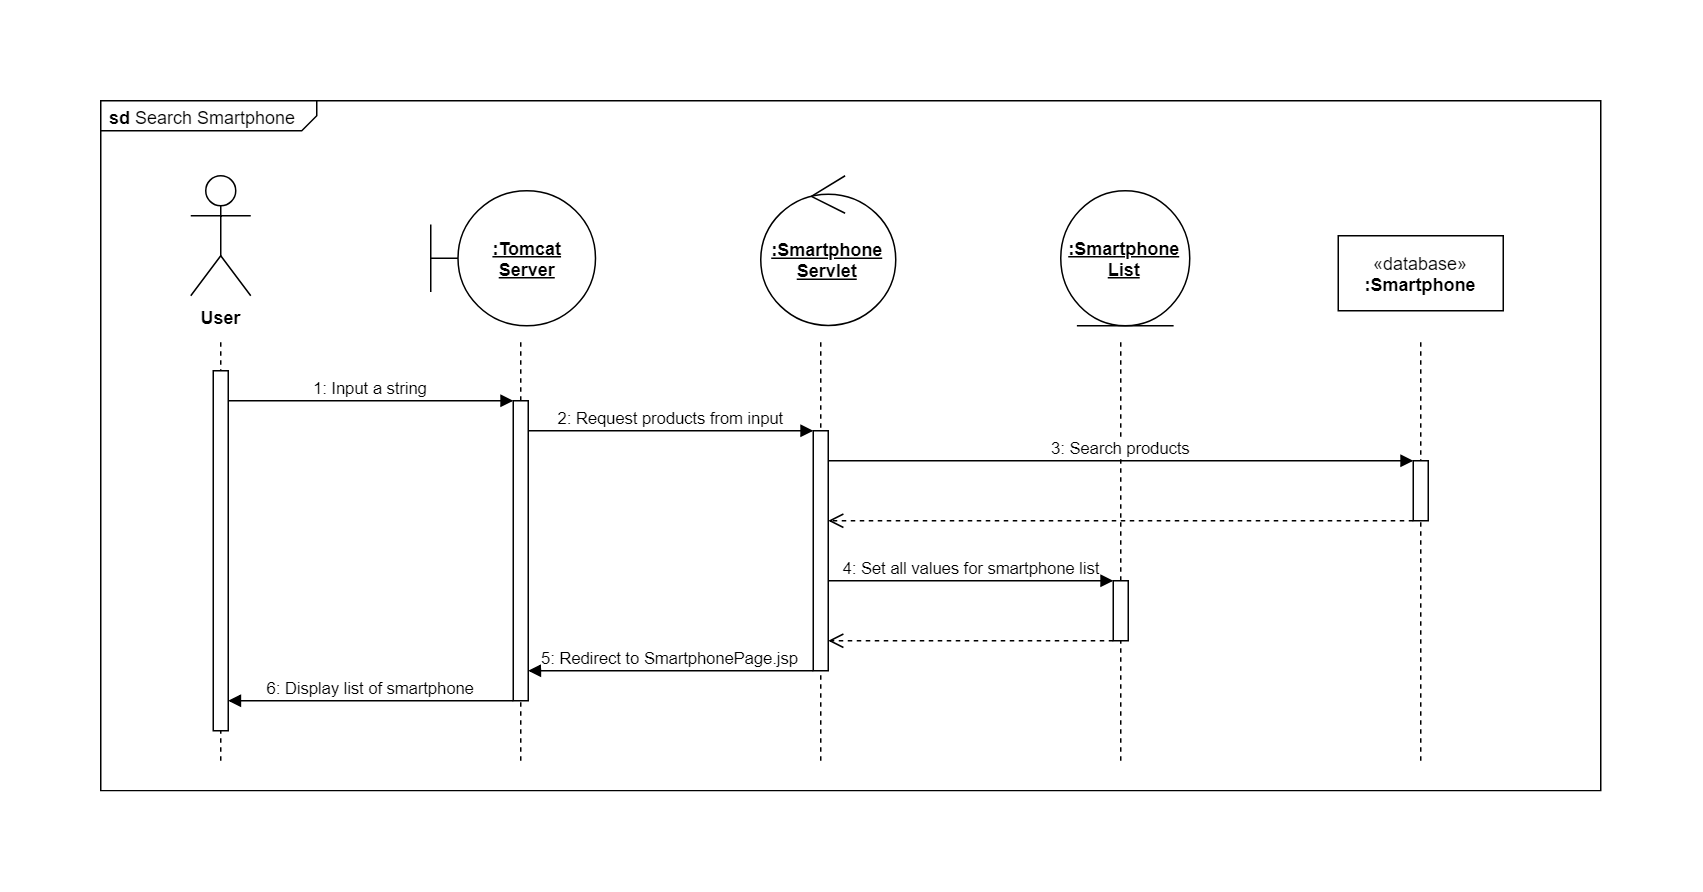 sd Search Smartphone
User
:Tomcat
Server
:Smartphone
Servlet
:Smartphone
List
«database»
:Smartphone
1: Input a string
2: Request products from input
3: Search products
4: Set all values for smartphone list
5: Redirect to SmartphonePage.jsp
6: Display list of smartphone